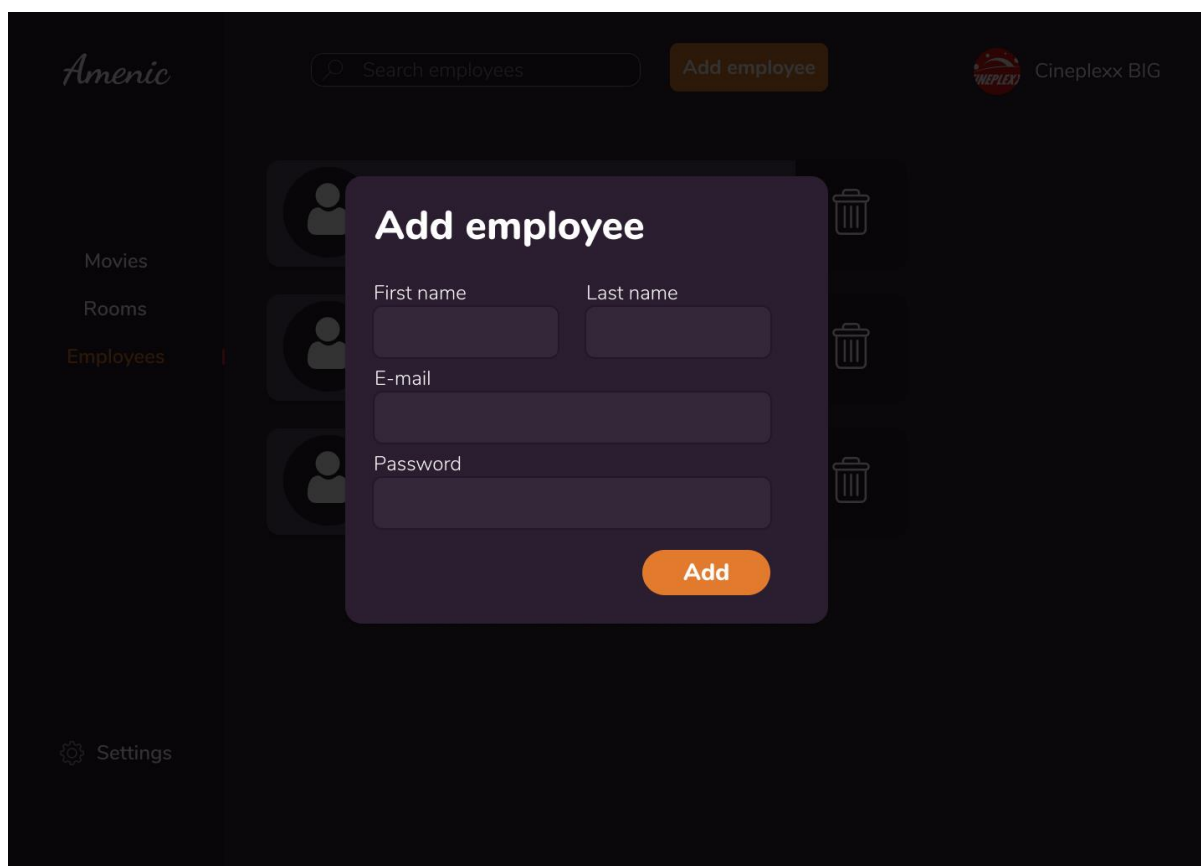 Amenic
Search employees
Add employee
Cineplexx BIG
Movies
Rooms
Employees
Settings
Add employee
First name
Last name
E-mail
Password
Add